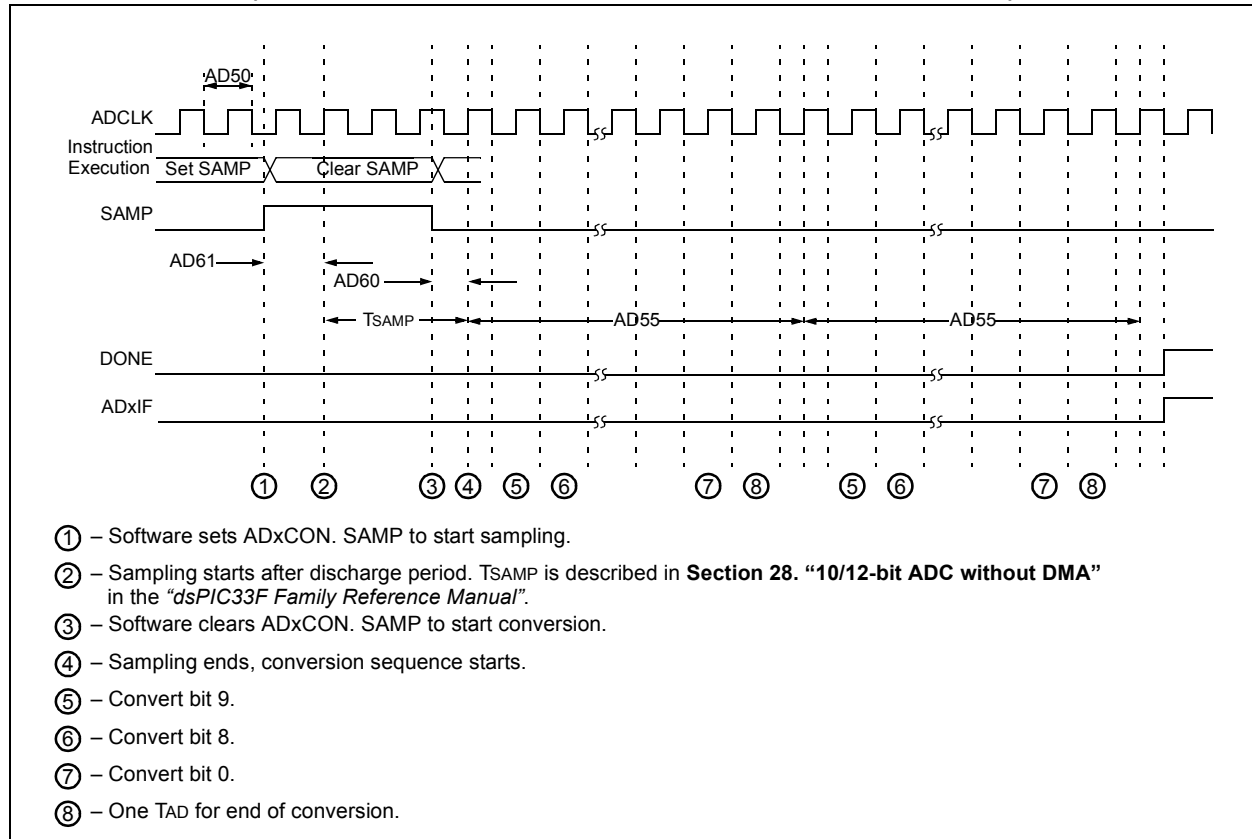 AD50
ADCLK
Instruction
Execution Set SAMP Clear SAMP
SAMP
AD61
AD60
TSAMP AD55 AD55
DONE
ADxIF
① ② ③ ④ ⑤ ⑥ ⑦ ⑧ ⑤ ⑥ ⑦ ⑧
① – Software sets ADxCON. SAMP to start sampling.
② – Sampling starts after discharge period. TSAMP is described in Section 28. “10/12-bit ADC without DMA”
in the “dsPIC33F Family Reference Manual”.
③ – Software clears ADxCON. SAMP to start conversion.
④ – Sampling ends, conversion sequence starts.
⑤ – Convert bit 9.
⑥ – Convert bit 8.
⑦ – Convert bit 0.
⑧ – One TAD for end of conversion.